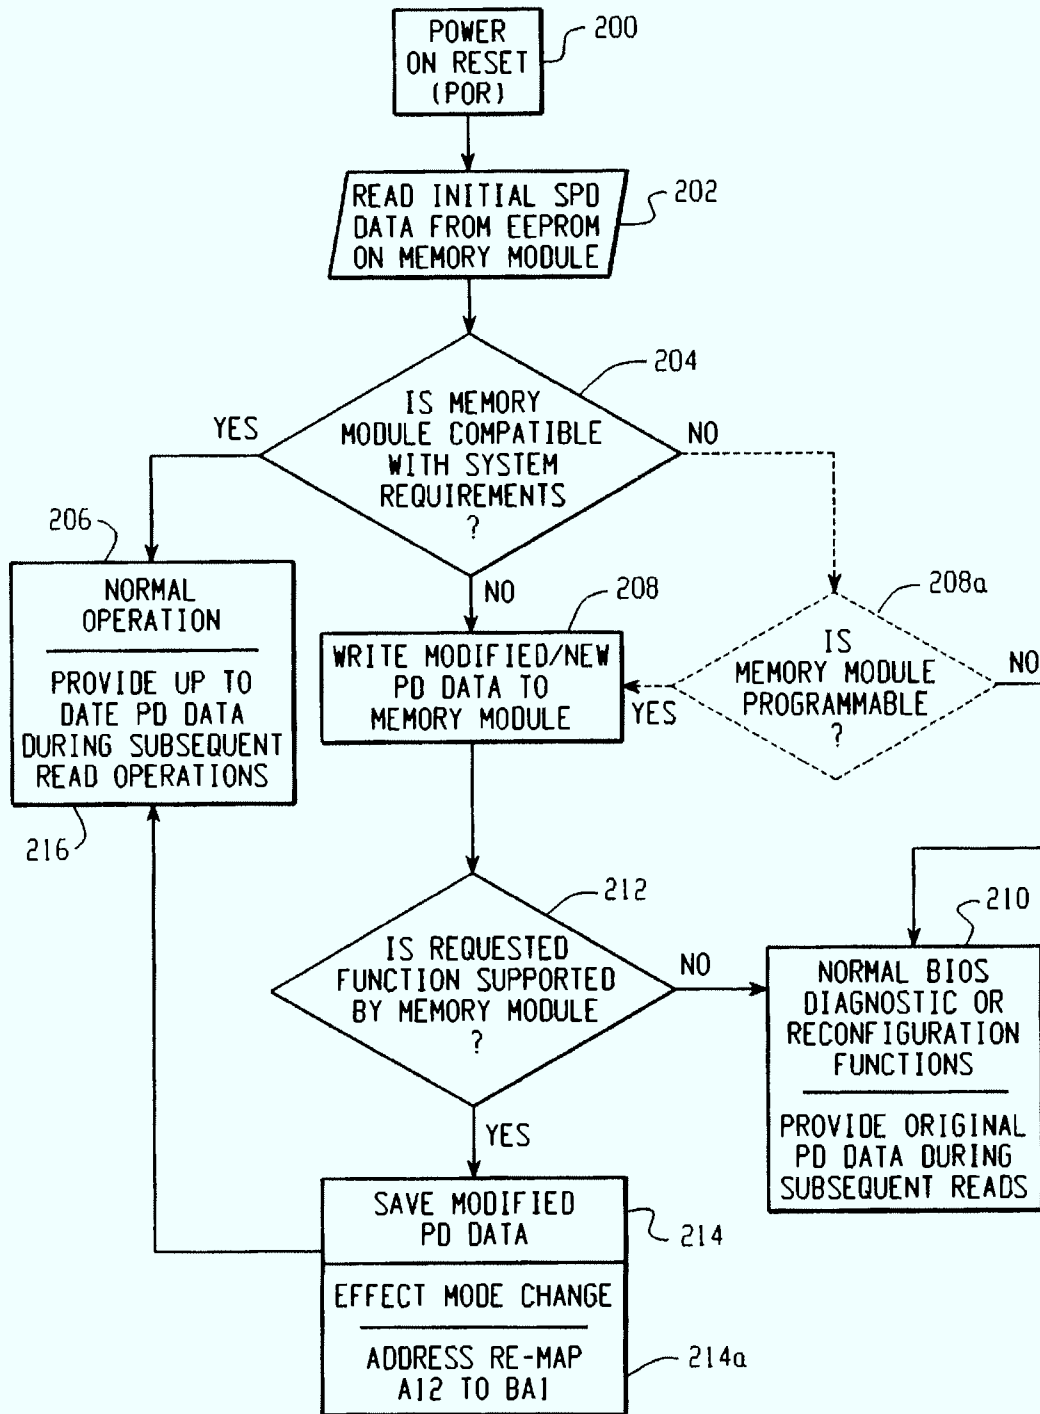 POWER
ON RESET
(POR)
200
READ INITIAL SPD
DATA FROM EEPROM
ON MEMORY MODULE
202
204
IS MEMORY
MODULE COMPATIBLE
WITH SYSTEM
REQUIREMENTS
?
YES
NO
NO
206
NORMAL
OPERATION
PROVIDE UP TO
DATE PD DATA
DURING SUBSEQUENT
READ OPERATIONS
216
208
WRITE MODIFIED/NEW
PD DATA TO
MEMORY MODULE
208a
IS
MEMORY MODULE
PROGRAMMABLE
?
YES
NO
212
IS REQUESTED
FUNCTION SUPPORTED
BY MEMORY MODULE
?
NO
YES
210
NORMAL BIOS
DIAGNOSTIC OR
RECONFIGURATION
FUNCTIONS
PROVIDE ORIGINAL
PD DATA DURING
SUBSEQUENT READS
SAVE MODIFIED
PD DATA
214
EFFECT MODE CHANGE
ADDRESS RE-MAP
A12 TO BA1
214a